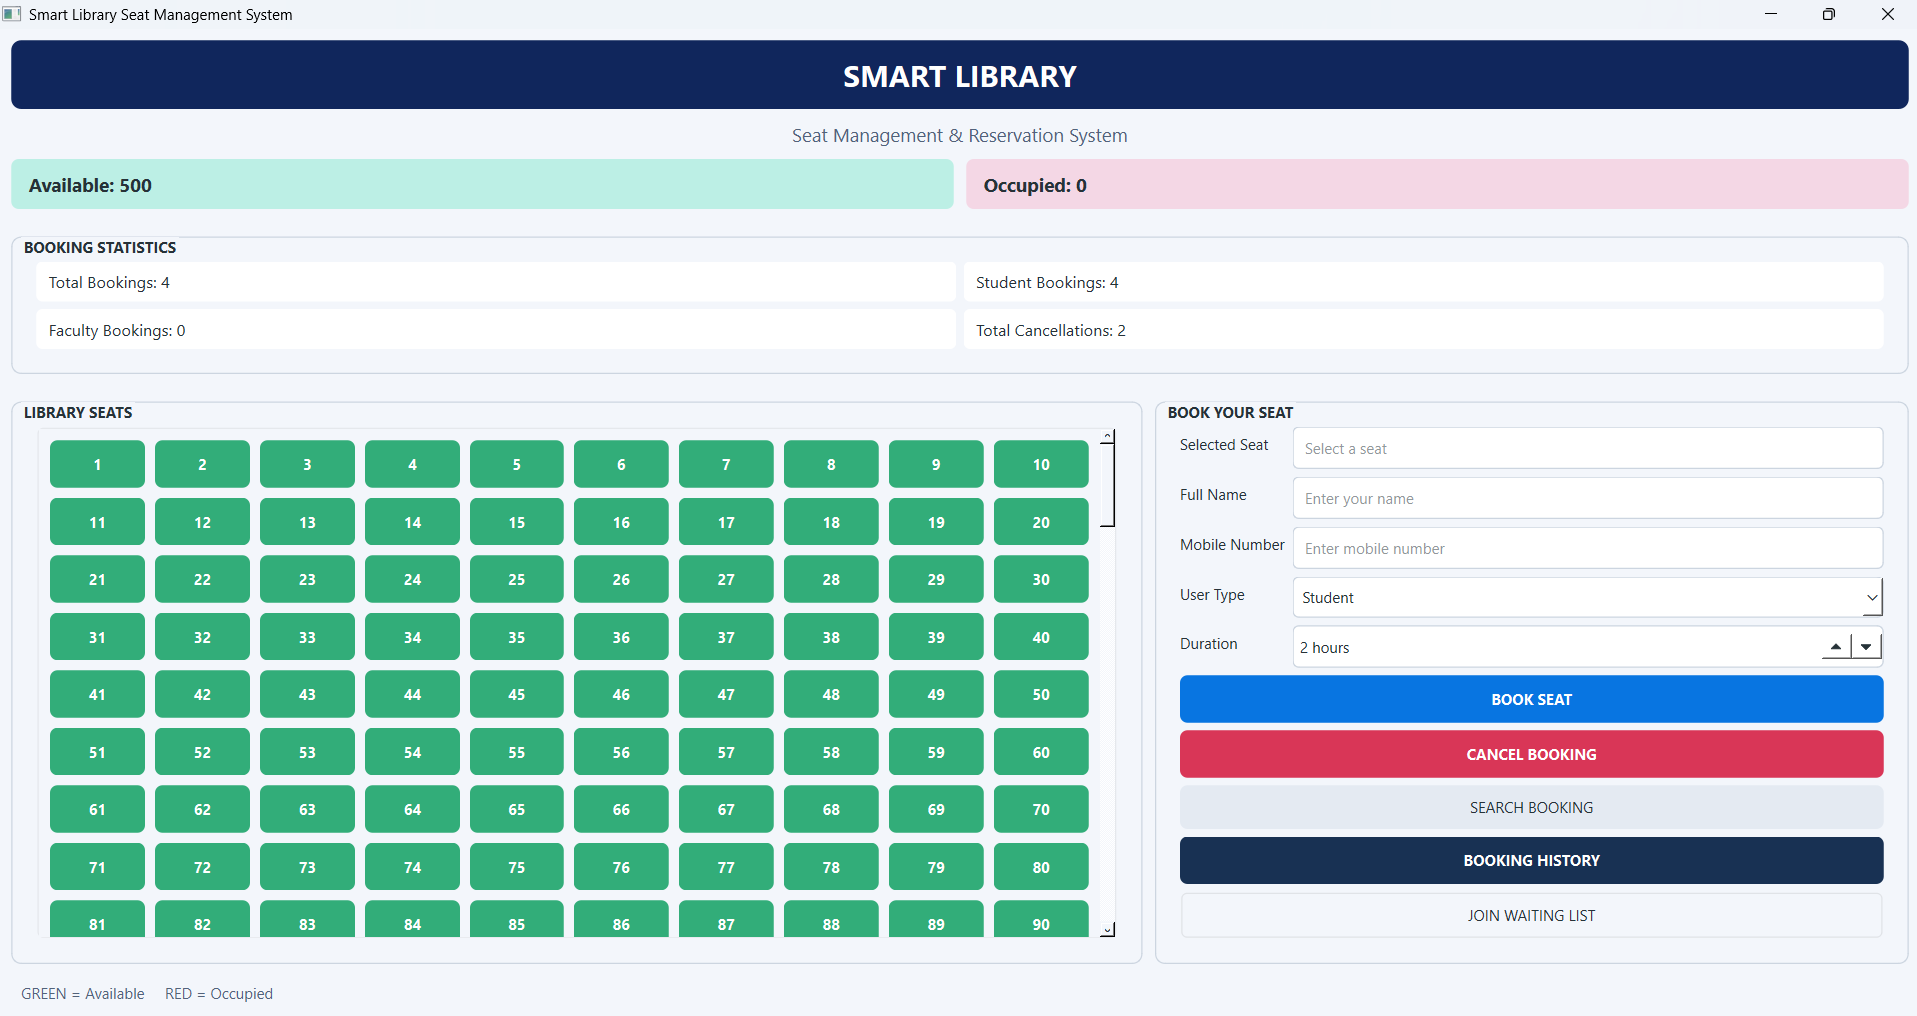 Smart Library Seat Management System
SMART LIBRARY
Seat Management & Reservation System
Available: 500
Occupied: 0
BOOKING STATISTICS
Total Bookings: 4
Student Bookings: 4
Faculty Bookings: 0
Total Cancellations: 2
LIBRARY SEATS
1 2 3 4 5 6 7 8 9 10
11 12 13 14 15 16 17 18 19 20
21 22 23 24 25 26 27 28 29 30
31 32 33 34 35 36 37 38 39 40
41 42 43 44 45 46 47 48 49 50
51 52 53 54 55 56 57 58 59 60
61 62 63 64 65 66 67 68 69 70
71 72 73 74 75 76 77 78 79 80
81 82 83 84 85 86 87 88 89 90
BOOK YOUR SEAT
Selected Seat Select a seat
Full Name Enter your name
Mobile Number Enter mobile number
User Type Student
Duration 2 hours
BOOK SEAT
CANCEL BOOKING
SEARCH BOOKING
BOOKING HISTORY
JOIN WAITING LIST
GREEN = Available RED = Occupied